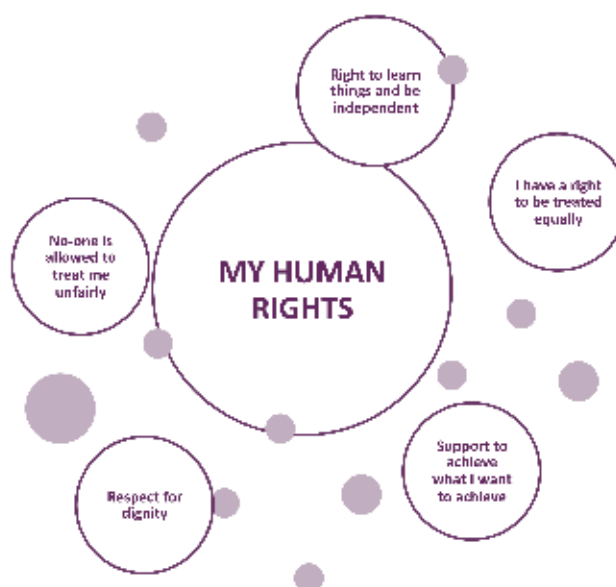 Right to learn
things and be
independent
I have a right
to be treated
equally
No-one is
allowed to
treat me
unfairly
MY HUMAN
RIGHTS
Support to
achieve
what I want
to achieve
Respect for
dignity